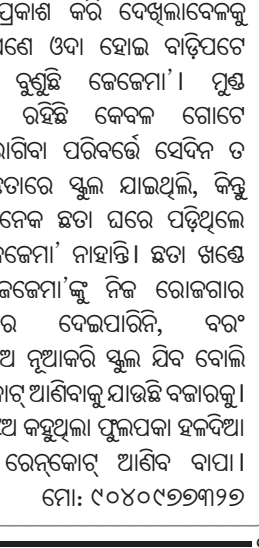 ପ୍ରକାଶ କରି ଦେଖିଲାବେଳକୁ
ଓଦା ହୋଇ ବାଡ଼ିପଟେ
ବୁଣୁଛି ଜେଜେମା'। ମୁଣ୍ଡ
ରହିଛି କେବଳ ଗୋଟେ
ପରିବର୍ତ୍ତେ ସେଦିନ ତ
ସ୍କୁଲ ଯାଇଥିଲି, କିନ୍ତୁ
ଛତା ଘରେ ପଡ଼ିଥିଲେ
ନାହାନ୍ତି। ଛତା ଖଣ୍ଡେ
ଜେଜେମା'ଙ୍କୁ ନିଜ ରୋଜଗାର
ଦେଇପାରିନି, ବରଂ
ନୂଆକରି ସ୍କୁଲ ଯିବ ବୋଲି
ଆଣିବାକୁ ଯାଉଛି ବଜାରକୁ।
କହୁଥିଲା ଫୁଲପକା ହଳଦିଆ
ରେନ୍‌କୋଟ୍ ଆଣିବ ବାପା।
ମୋ: ୯୦୪୦୯୭୭୩୨୭